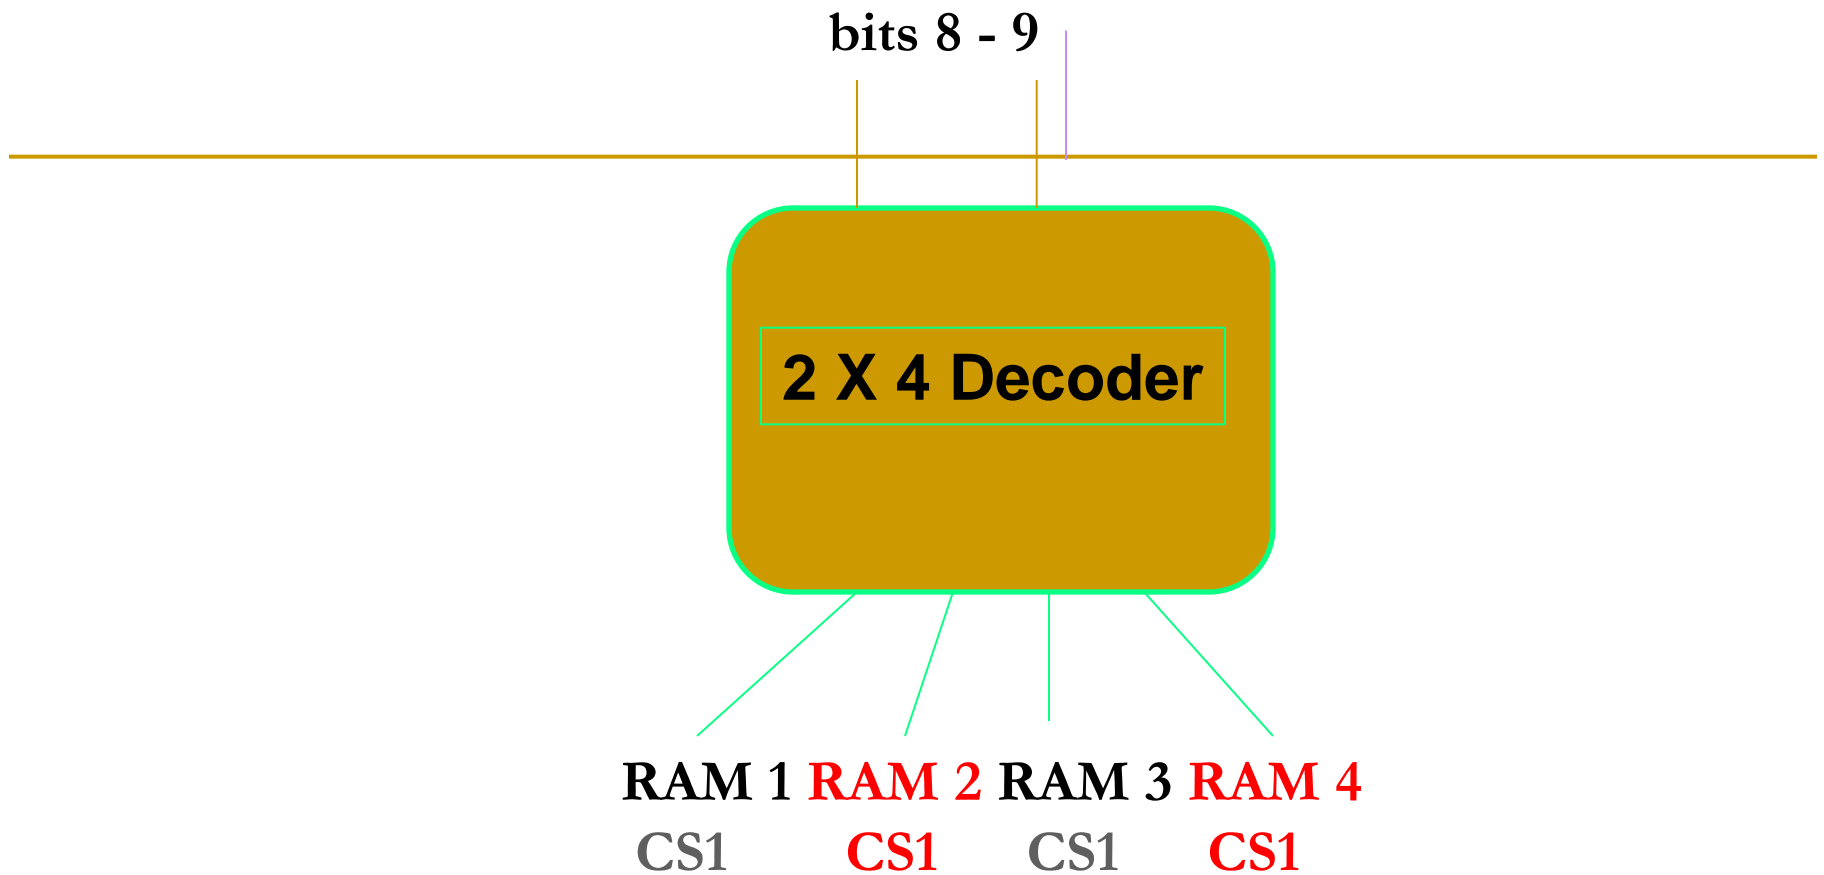 bits 8 - 9
2 X 4 Decoder
RAM 1 RAM 2 RAM 3 RAM 4
CS1 CS1 CS1 CS1